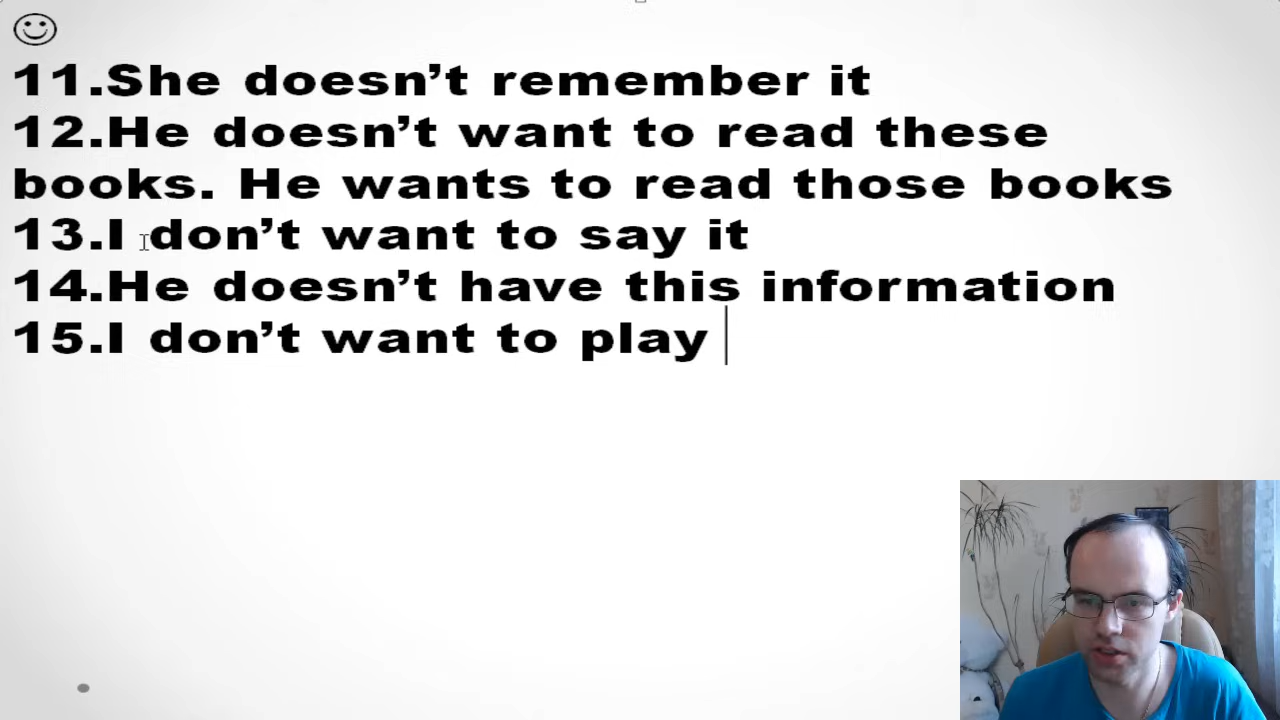 11.She doesn’t remember it
12.He doesn’t want to read these
books. He wants to read those books
13.I don’t want to say it
14.He doesn’t have this information
15.I don’t want to play